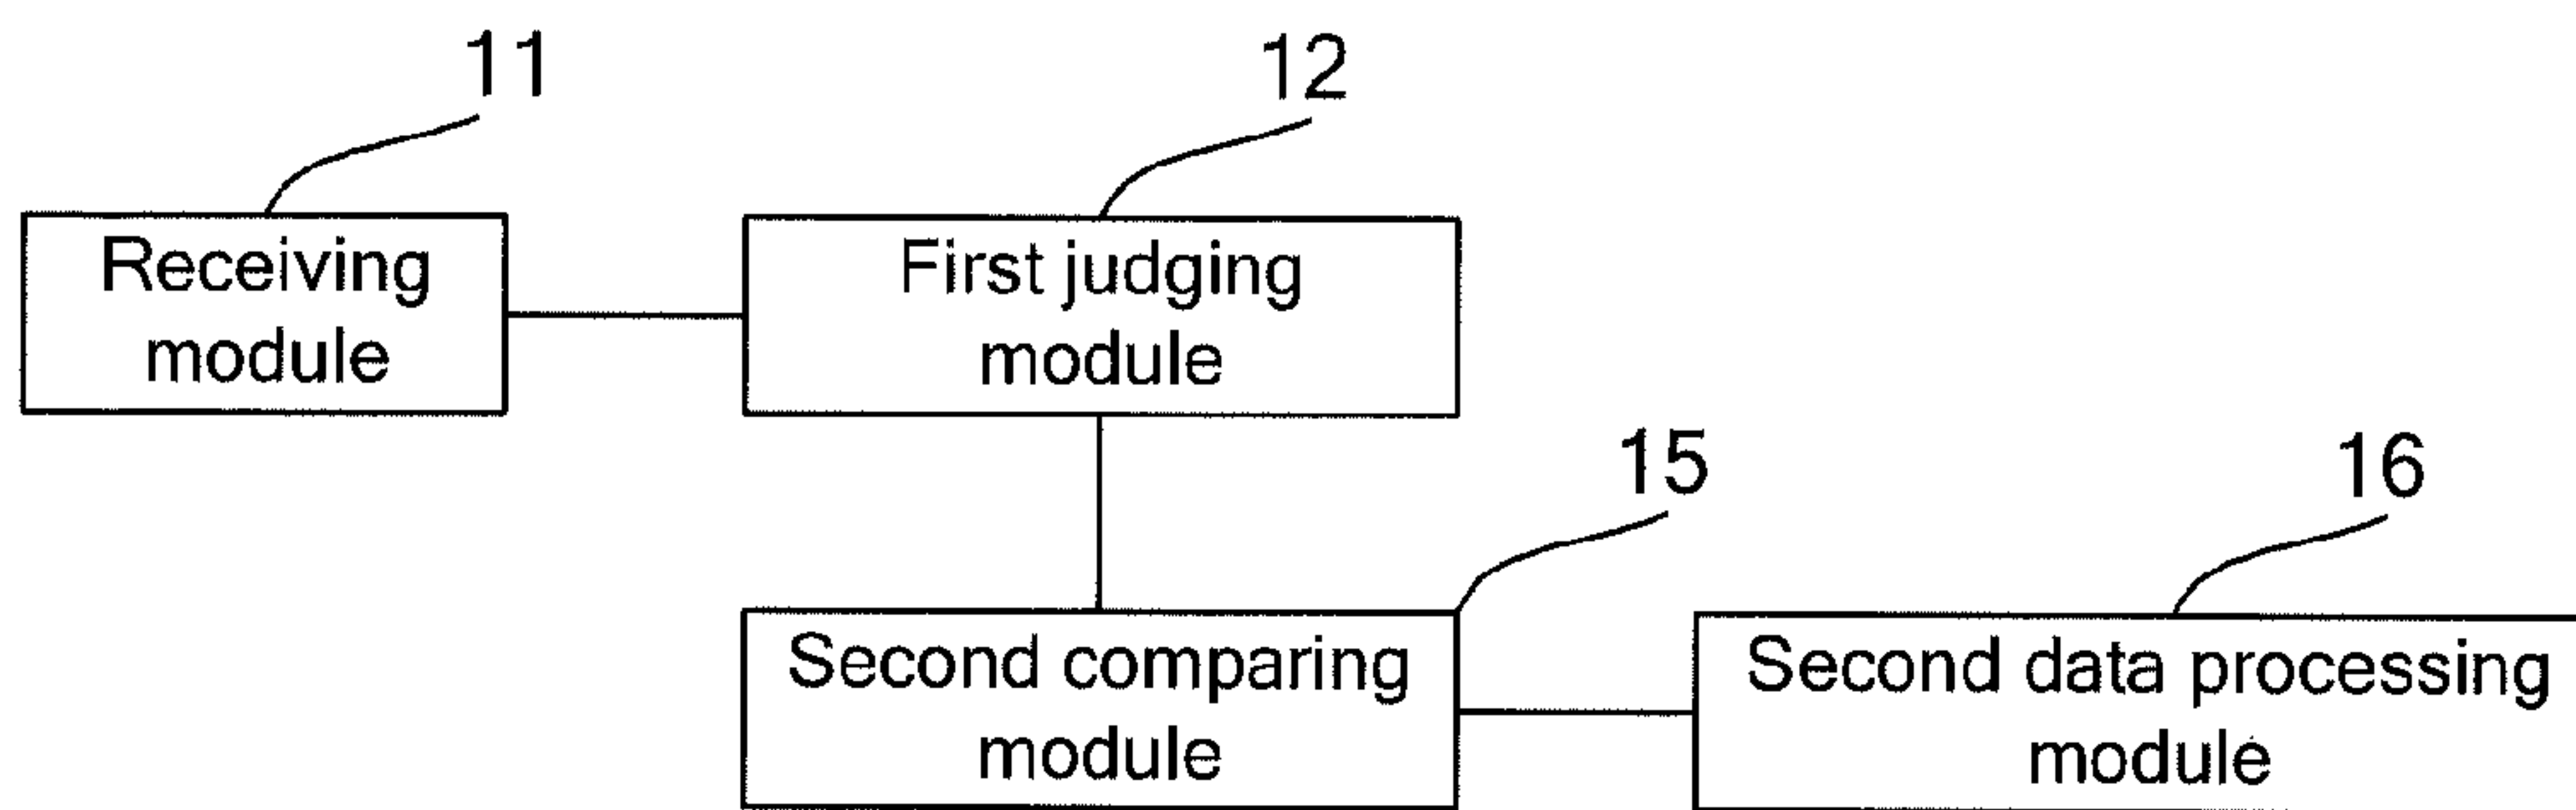 11
12
Receiving
module
First judging
module
15
16
Second comparing
module
Second data processing
module